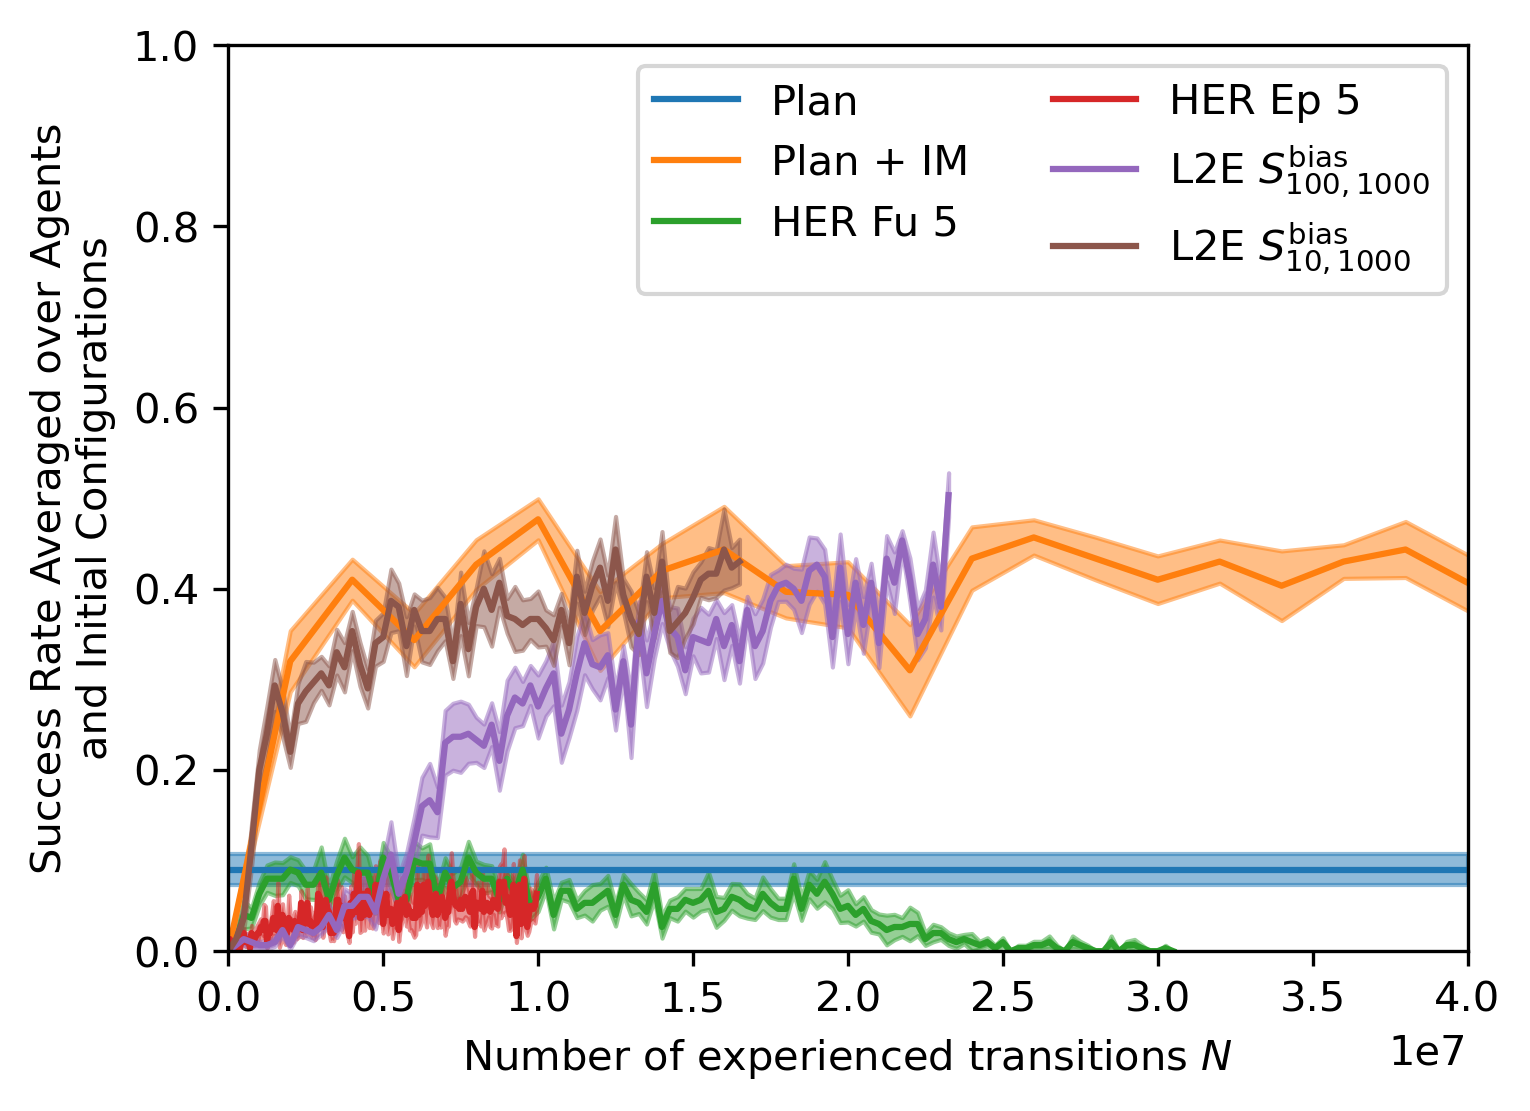 1.0
0.8
0.6
0.4
0.2
0.0
Success Rate Averaged over Agents
and Initial Configurations
Plan
Plan + IM
HER Fu 5
HER Ep 5
L2E S^bias_100,1000
L2E S^bias_10,1000
0.0 0.5 1.0 1.5 2.0 2.5 3.0 3.5 4.0
1e7
Number of experienced transitions N